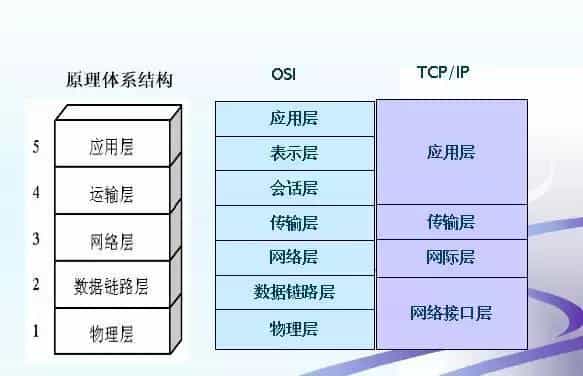 原理体系结构
5 应用层
4 运输层
3 网络层
2 数据链路层
1 物理层
OSI
应用层
表示层
会话层
传输层
网络层
数据链路层
物理层
TCP/IP
应用层
传输层
网际层
网络接口层